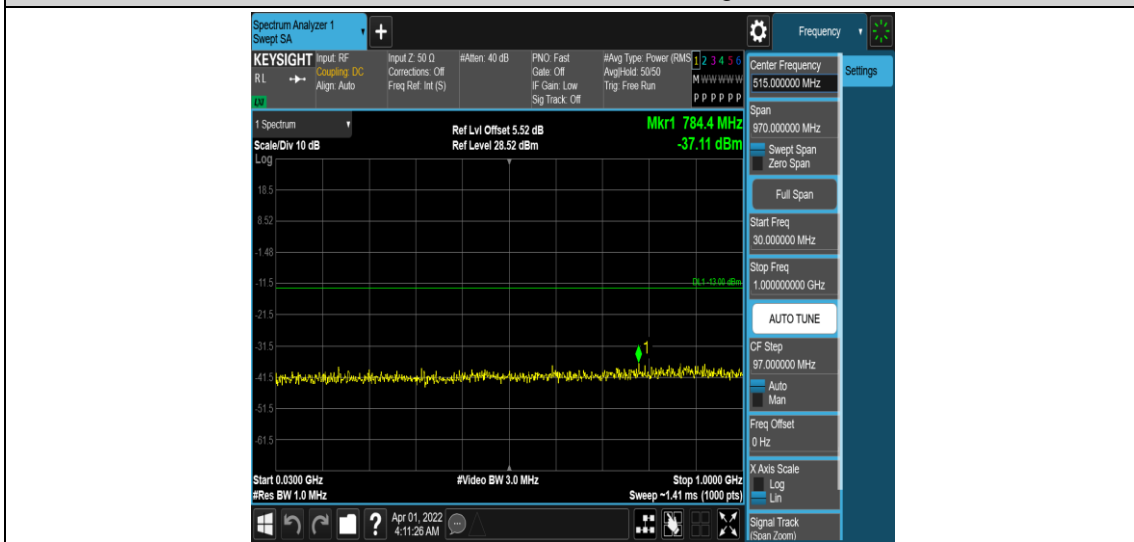 Spectrum Analyzer 1
Swept SA
+
Frequency
KEYSIGHT
RL
LXI
Input: RF
Coupling: DC
Align: Auto
Input Z: 50 Ω
Corrections: Off
Freq Ref: Int (S)
#Atten: 40 dB
PNO: Fast
Gate: Off
IF Gain: Low
Sig Track: Off
#Avg Type: Power (RMS
Avg|Hold: 50/50
Trig: Free Run
1 2 3 4 5 6
M W W W W W
P P P P P P
Center Frequency
515.000000 MHz
Settings
1 Spectrum
Scale/Div 10 dB
Log
Ref Lvl Offset 5.52 dB
Ref Level 28.52 dBm
Mkr1 784.4 MHz
-37.11 dBm
18.5
8.52
-1.48
-11.5
-21.5
-31.5
-41.5
-51.5
-61.5
DL1 -13.00 dBm
1
Start 0.0300 GHz
#Res BW 1.0 MHz
#Video BW 3.0 MHz
Stop 1.0000 GHz
Sweep ~1.41 ms (1000 pts)
Span
970.000000 MHz
Swept Span
Zero Span
Full Span
Start Freq
30.000000 MHz
Stop Freq
1.000000000 GHz
AUTO TUNE
CF Step
97.000000 MHz
Auto
Man
Freq Offset
0 Hz
X Axis Scale
Log
Lin
Signal Track
(Span Zoom)
?
Apr 01, 2022
4:11:26 AM